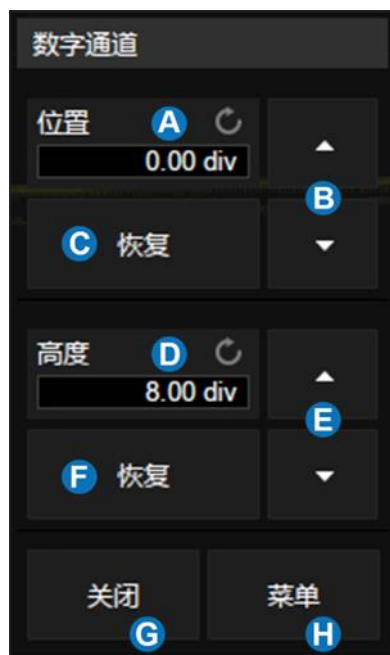 数字通道
位置 A
0.00 div
B
C 恢复
高度 D
8.00 div
E
F 恢复
关闭 菜单
G H